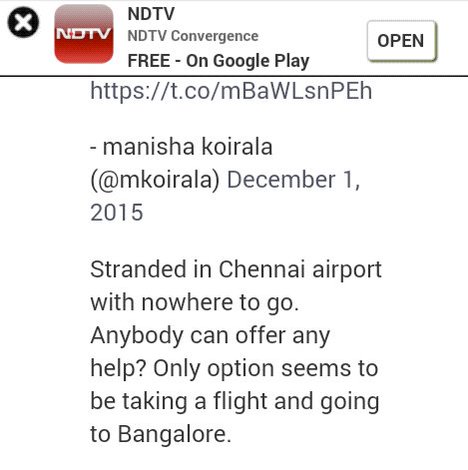 NDTV
NDTV
NDTV Convergence
FREE - On Google Play
OPEN
https://t.co/mBaWLsnPEh
- manisha koirala
(@mkoirala) December 1,
2015
Stranded in Chennai airport
with nowhere to go.
Anybody can offer any
help? Only option seems to
be taking a flight and going
to Bangalore.